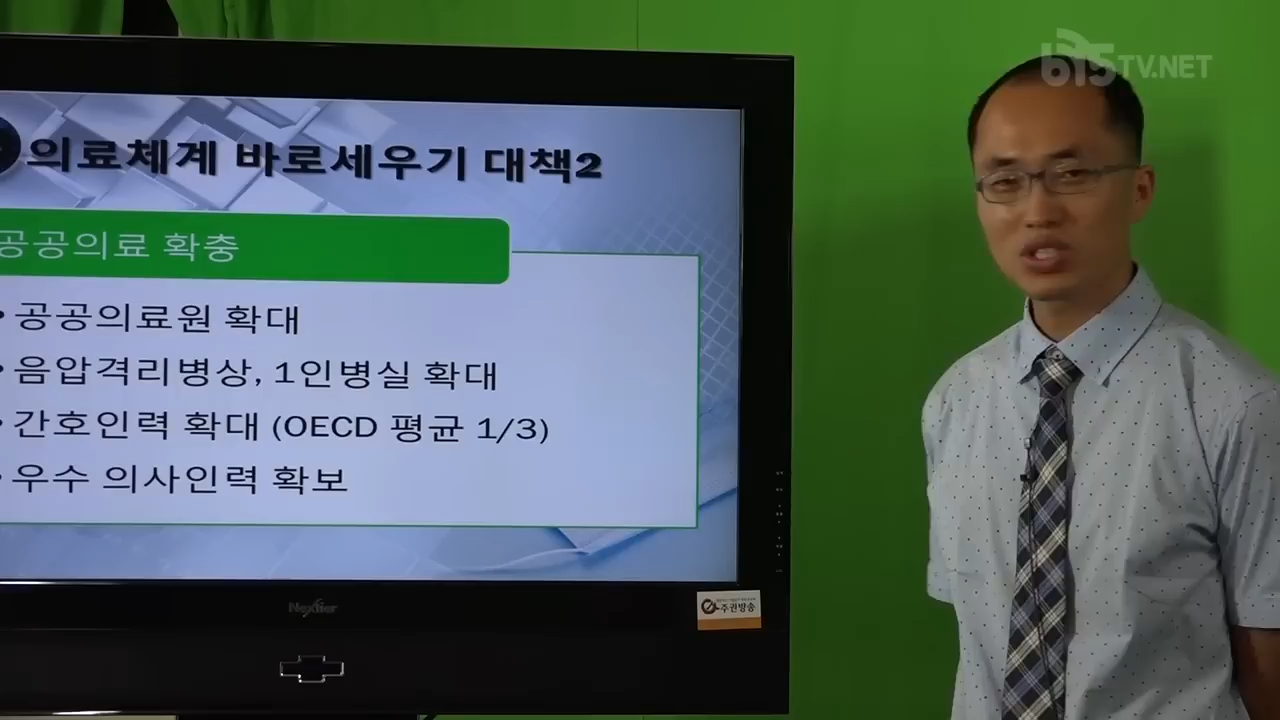 615TV.NET
의료체계 바로세우기 대책2
공공의료 확충
• 공공의료원 확대
• 음압격리병상, 1인병실 확대
• 간호인력 확대 (OECD 평균 1/3)
• 우수 의사인력 확보
Nexfier
주권방송